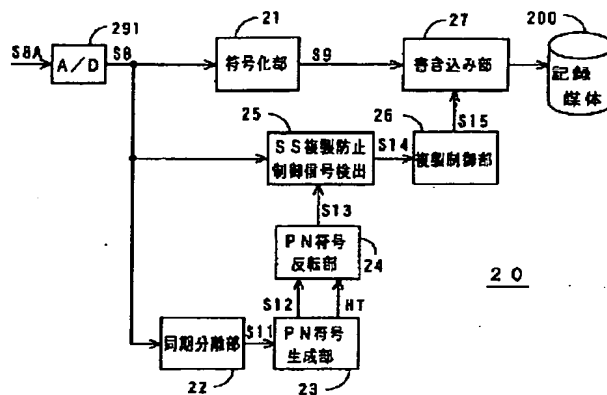 291
21
27
200
S8A
A/D
S8
符号化部
S9
書き込み部
記録
媒体
25
26
S15
SS複製防止
制御信号検出
S14
複製制御部
S13
PN符号
反転部
24
20
S12
HT
同期分離部
S11
PN符号
生成部
22
23